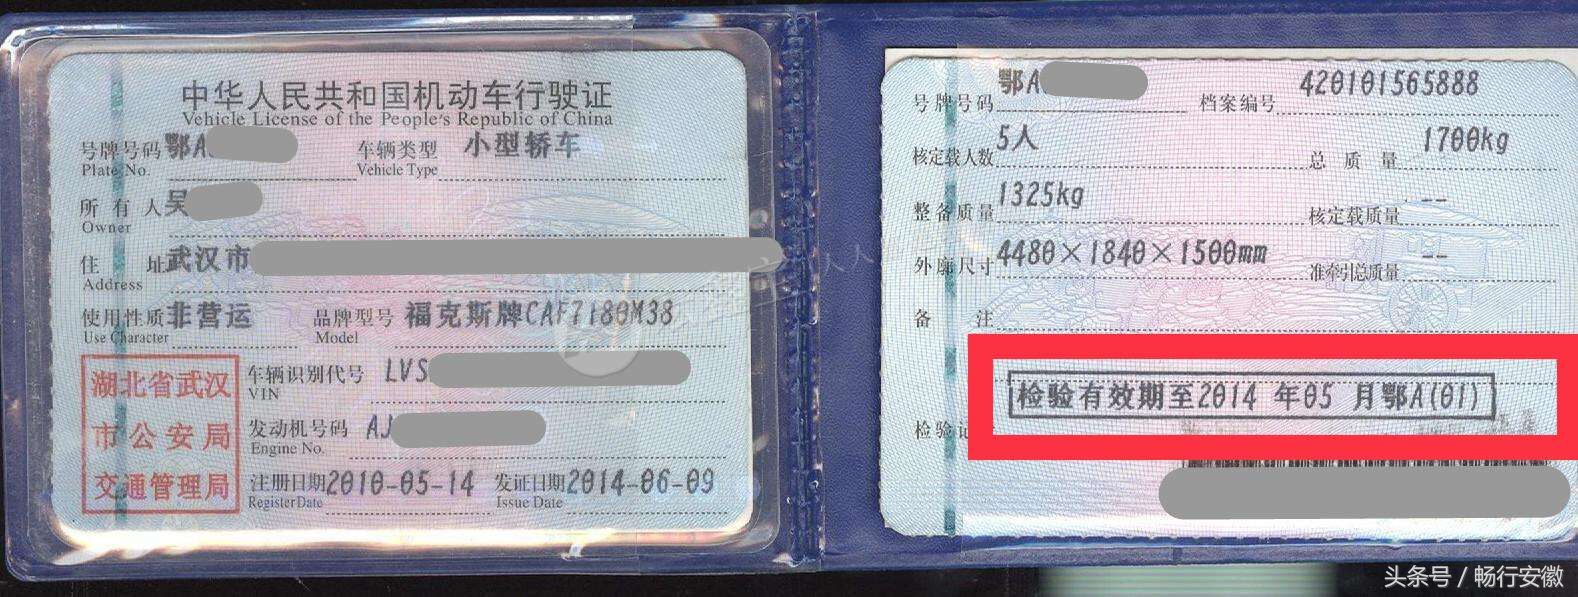 中华人民共和国机动车行驶证
Vehicle License of the People's Republic of China
号牌号码 鄂A 车辆类型 小型轿车
Plate No. Vehicle Type
所有人 吴
Owner
住址 武汉市
Address
使用性质 非营运 品牌型号 福克斯牌CAF7180M38
Use Character Model
车辆识别代号 LVS
VIN
发动机号码 AJ
Engine No.
注册日期 2010-05-14 发证日期 2014-06-09
Register Date Issue Date
湖北省武汉
市公安局
交通管理局
号牌号码 鄂A 档案编号 420101565888
核定载人数 5人 总质量 1700kg
整备质量 1325kg 核定载质量 --
外廓尺寸 4480×1840×1500mm 准牵引总质量 --
备注
检验有效期至2014 年05 月鄂A(01)
检验
头条号 / 畅行安徽